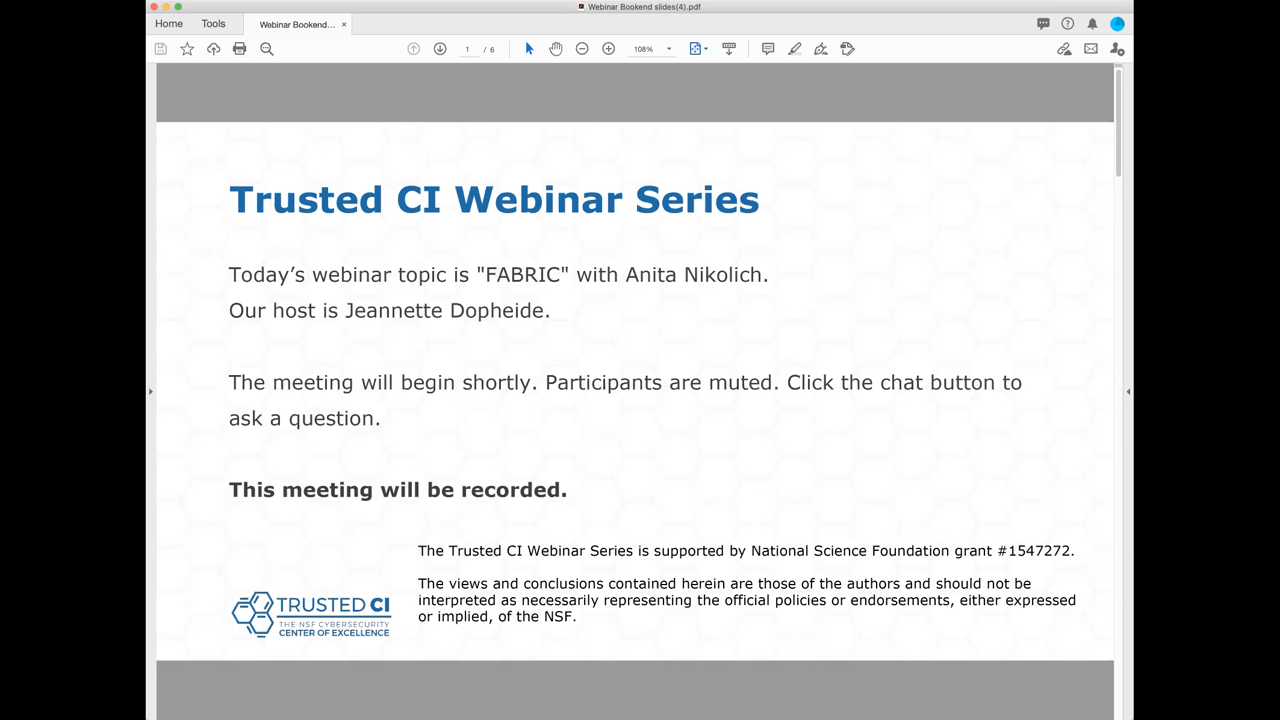 Webinar Bookend slides(4).pdf
Home Tools Webinar Bookend... ×
1 / 6 108%
Trusted CI Webinar Series
Today’s webinar topic is "FABRIC" with Anita Nikolich.
Our host is Jeannette Dopheide.
The meeting will begin shortly. Participants are muted. Click the chat button to
ask a question.
This meeting will be recorded.
The Trusted CI Webinar Series is supported by National Science Foundation grant #1547272.
The views and conclusions contained herein are those of the authors and should not be
interpreted as necessarily representing the official policies or endorsements, either expressed
or implied, of the NSF.
TRUSTED CI
THE NSF CYBERSECURITY
CENTER OF EXCELLENCE